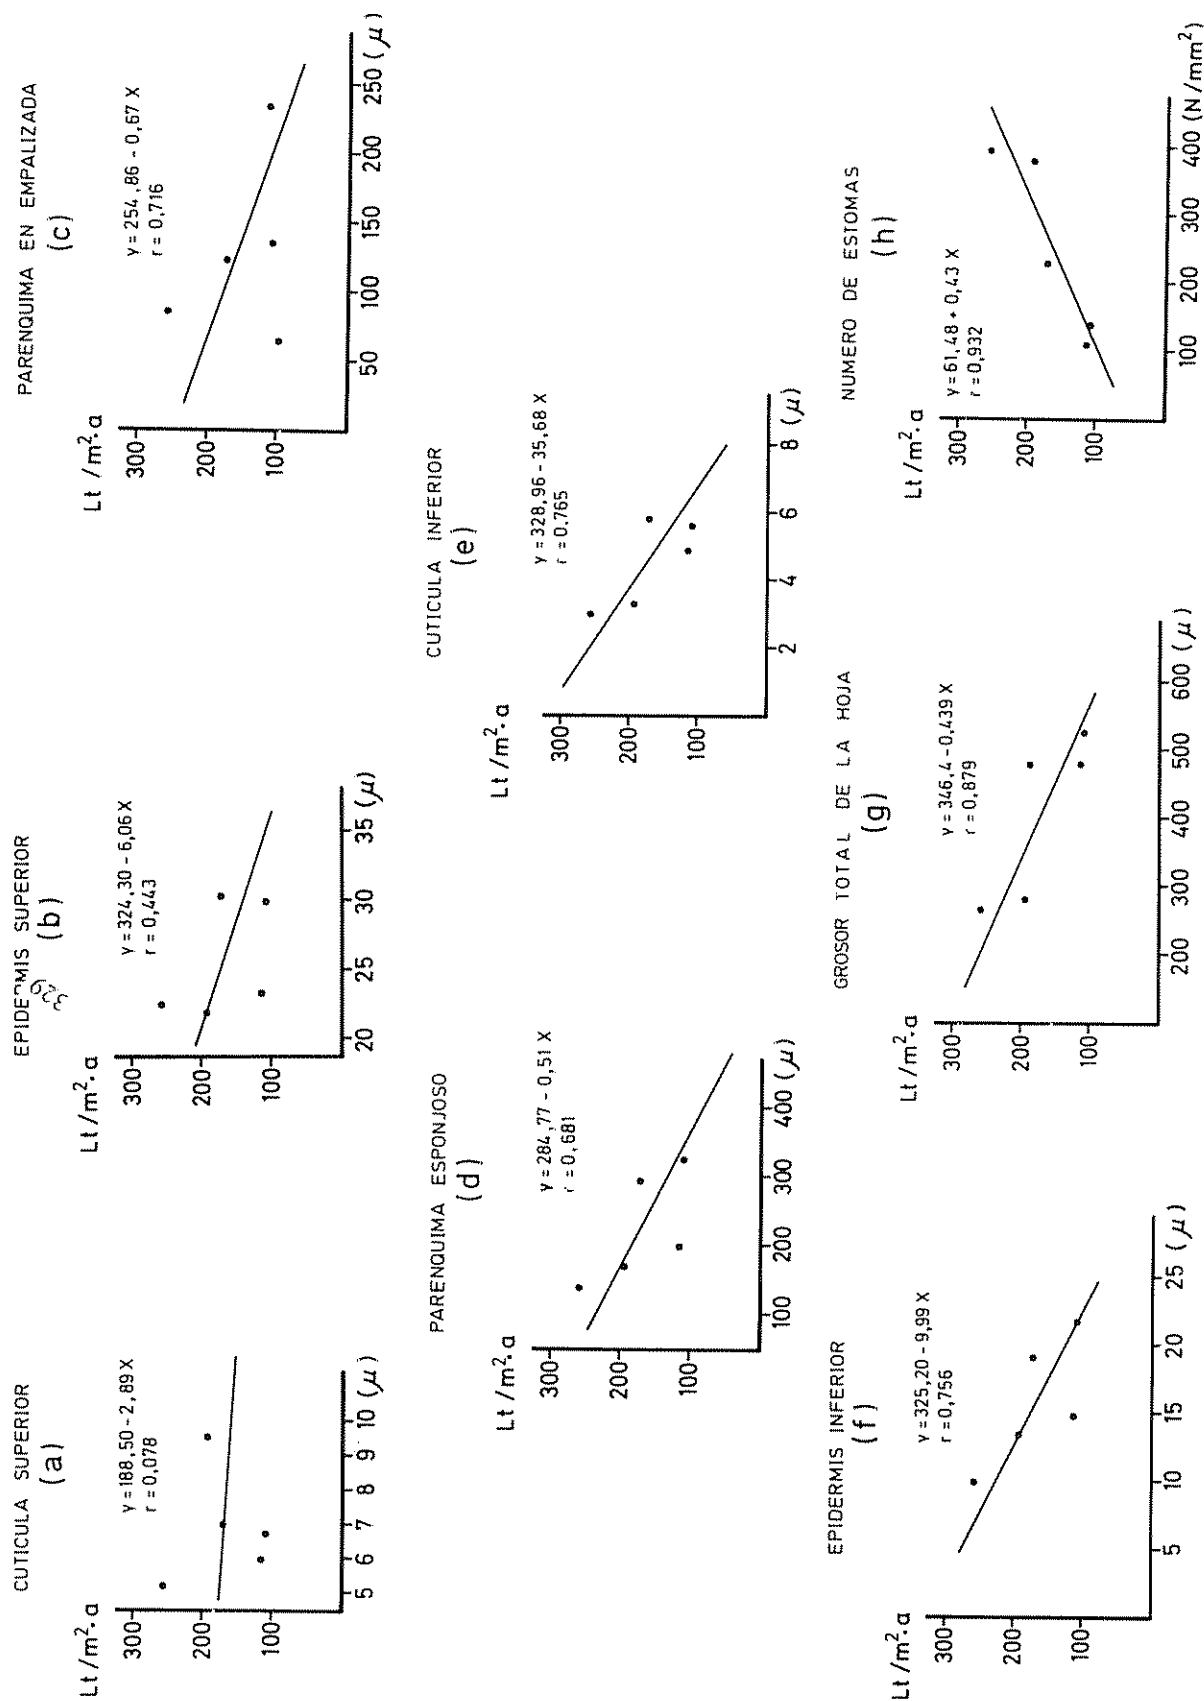 CUTICULA SUPERIOR
(a)
Lt/m²·a
y = 188,50 - 2,89 X
r = 0,078
300
200
100
5 6 7 8 9 10 (μ)
EPIDERMIS SUPERIOR
(b)
Lt/m²·a
y = 324,30 - 6,06 X
r = 0,443
300
200
100
20 25 30 35 (μ)
PARENQUIMA EN EMPALIZADA
(c)
Lt/m²·a
y = 254,86 - 0,67 X
r = 0,716
300
200
100
50 100 150 200 250 (μ)
PARENQUIMA ESPONJOSO
(d)
Lt/m²·a
y = 284,77 - 0,51 X
r = 0,681
300
200
100
100 200 300 400 (μ)
CUTICULA INFERIOR
(e)
Lt/m²·a
y = 328,96 - 35,68 X
r = 0.765
300
200
100
2 4 6 8 (μ)
EPIDERMIS INFERIOR
(f)
Lt/m²·a
y = 325,20 - 9,99 X
r = 0,756
300
200
100
5 10 15 20 25 (μ)
GROSOR TOTAL DE LA HOJA
(g)
Lt/m²·a
y = 346,4 - 0,439 X
r = 0,879
300
200
100
200 300 400 500 600 (μ)
NUMERO DE ESTOMAS
(h)
Lt/m²·a
y = 61,48 + 0,43 X
r = 0,932
300
200
100
100 200 300 400 (N/mm²)